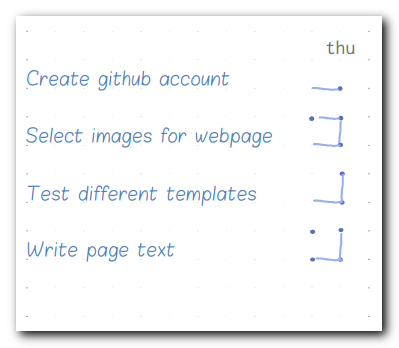 thu
Create github account
Select images for webpage
Test different templates
Write page text